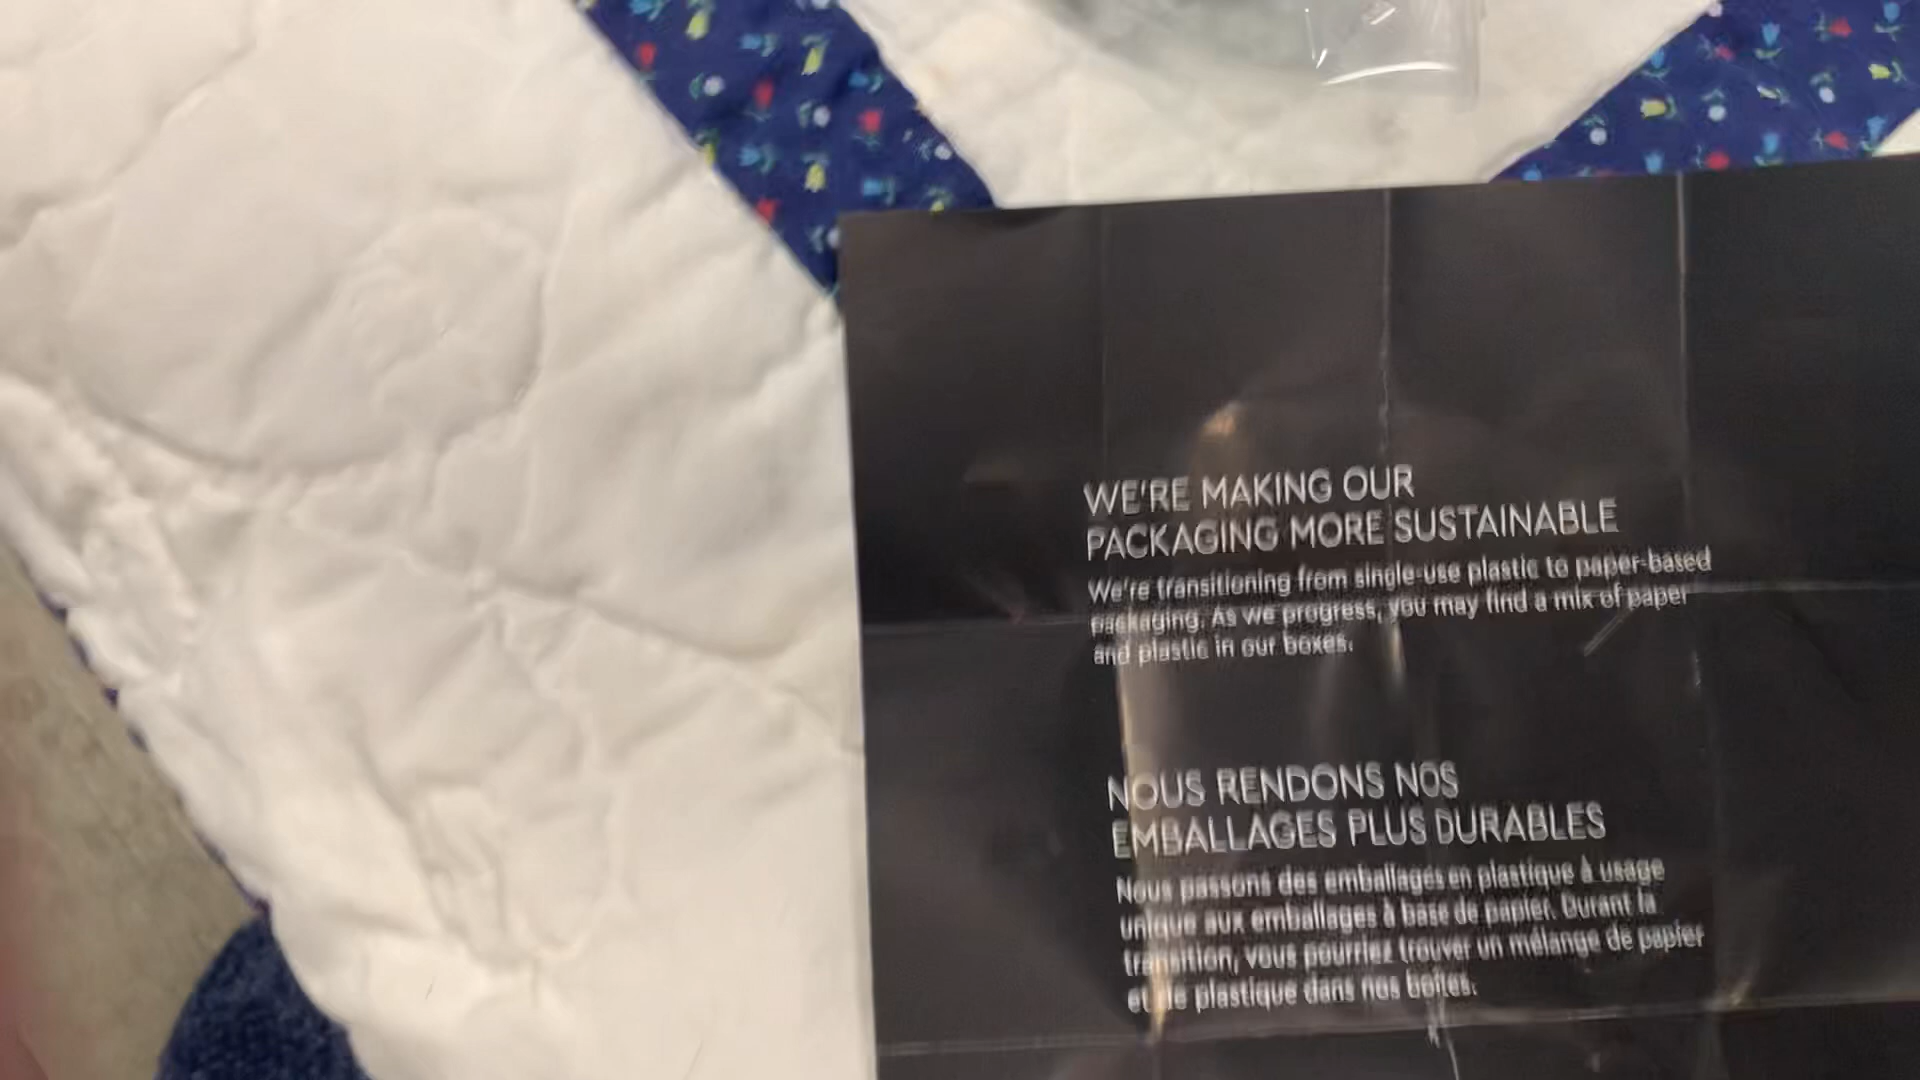 WE'RE MAKING OUR
PACKAGING MORE SUSTAINABLE
We're transitioning from single-use plastic to paper-based
packaging. As we progress, you may find a mix of paper
and plastic in our boxes.
NOUS RENDONS NOS
EMBALLAGES PLUS DURABLES
Nous passons des emballages en plastique à usage
unique aux emballages à base de papier. Durant la
transition, vous pourriez trouver un mélange de papier
et de plastique dans nos boîtes.